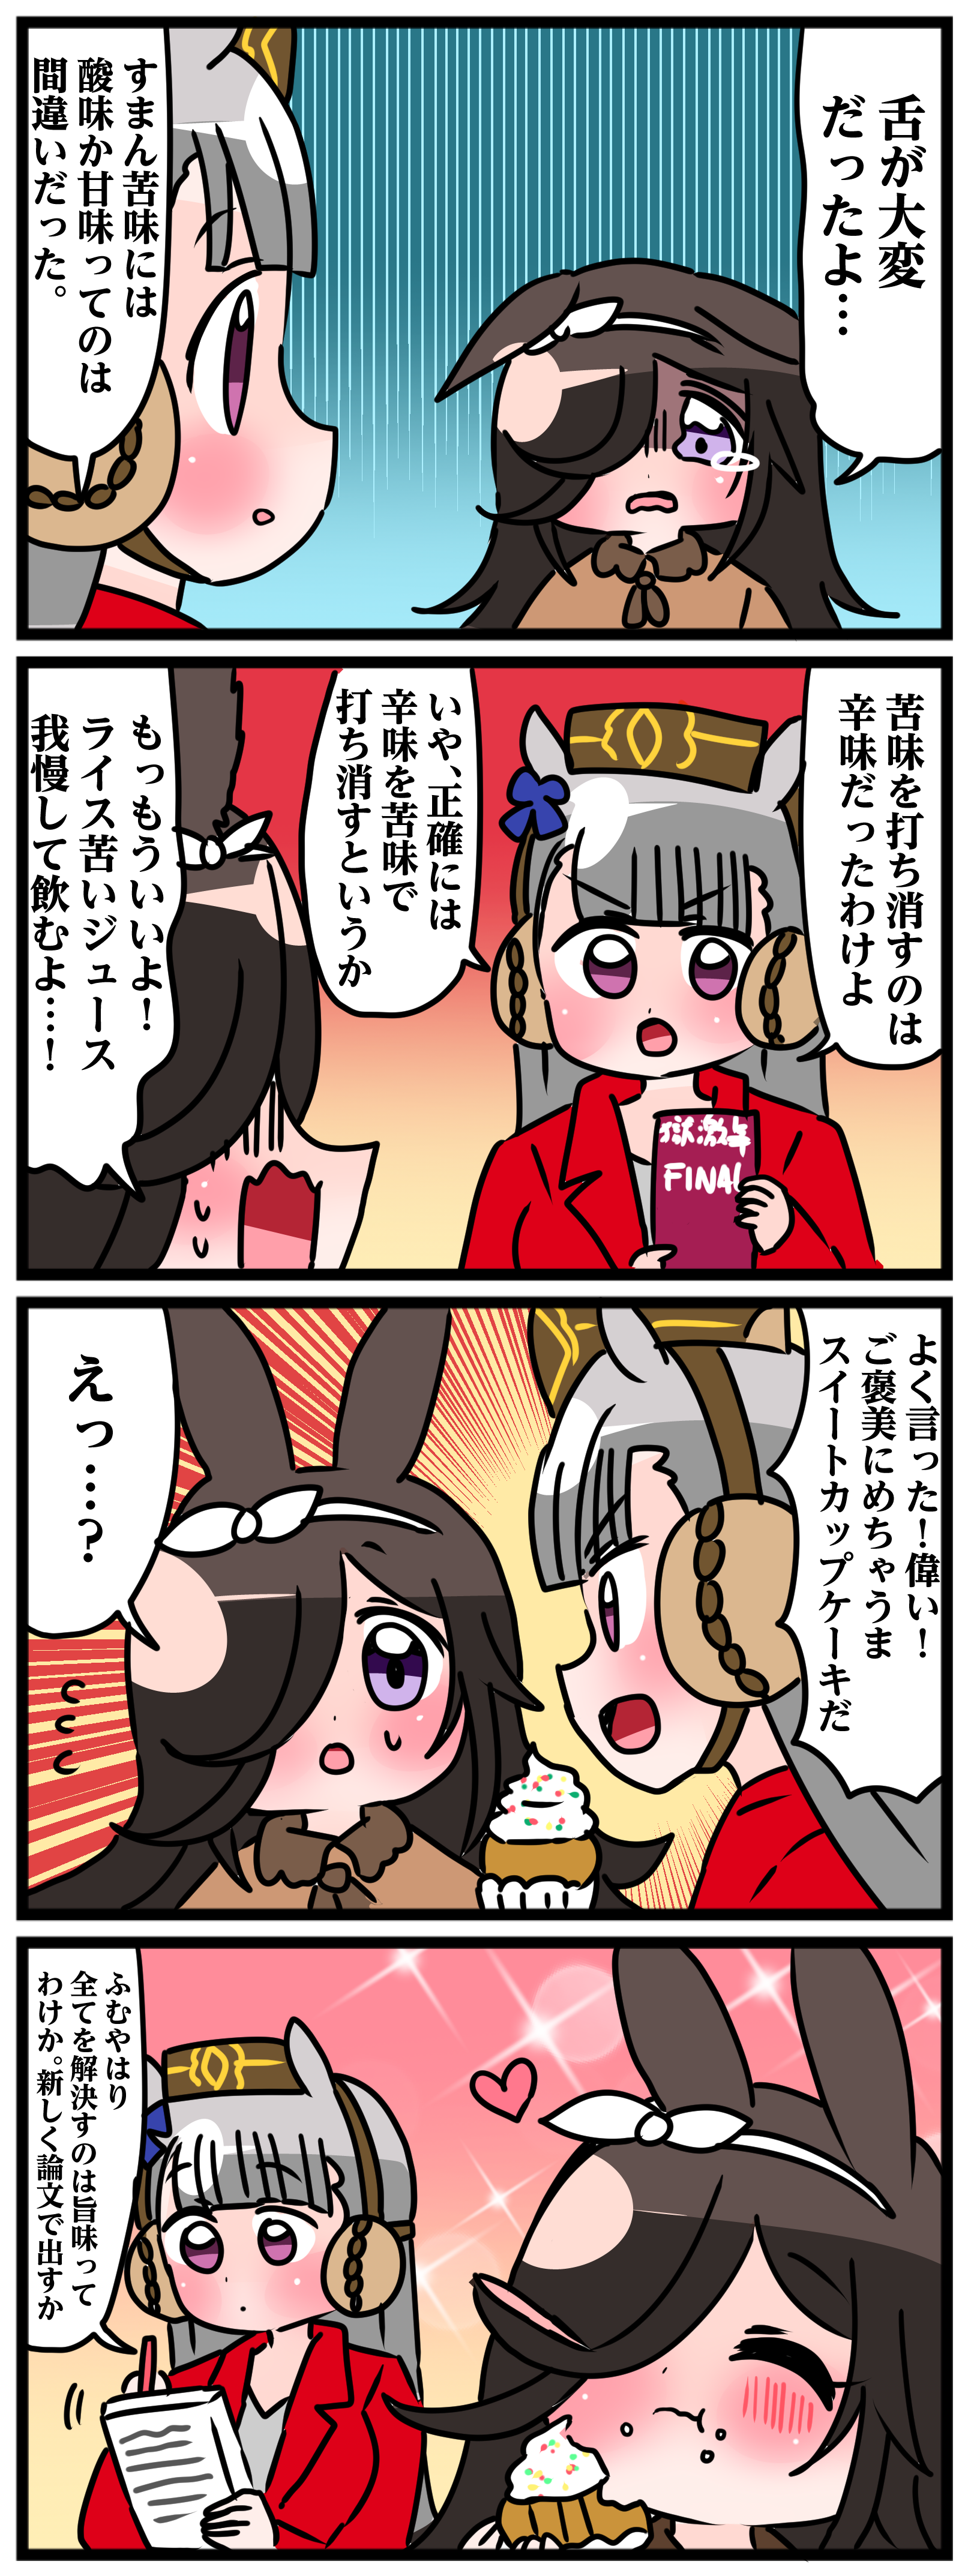 舌が大変
だったよ…
すまん苦味には
酸味か甘味ってのは
間違いだった。
苦味を打ち消すのは
辛味だったわけよ
いや、正確には
辛味を苦味で
打ち消すというか
獄激辛
FINAL
もっもういいよ!
ライス苦いジュース
我慢して飲むよ…!
よく言った!偉い!
ご褒美にめちゃうま
スイートカップケーキだ
えっ…?
ふむやはり
全てを解決すのは旨味って
わけか。新しく論文で出すか